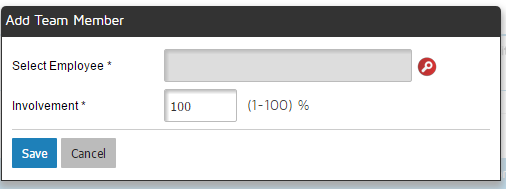 Add Team Member
Select Employee *
Involvement * 100 (1-100) %
Save Cancel